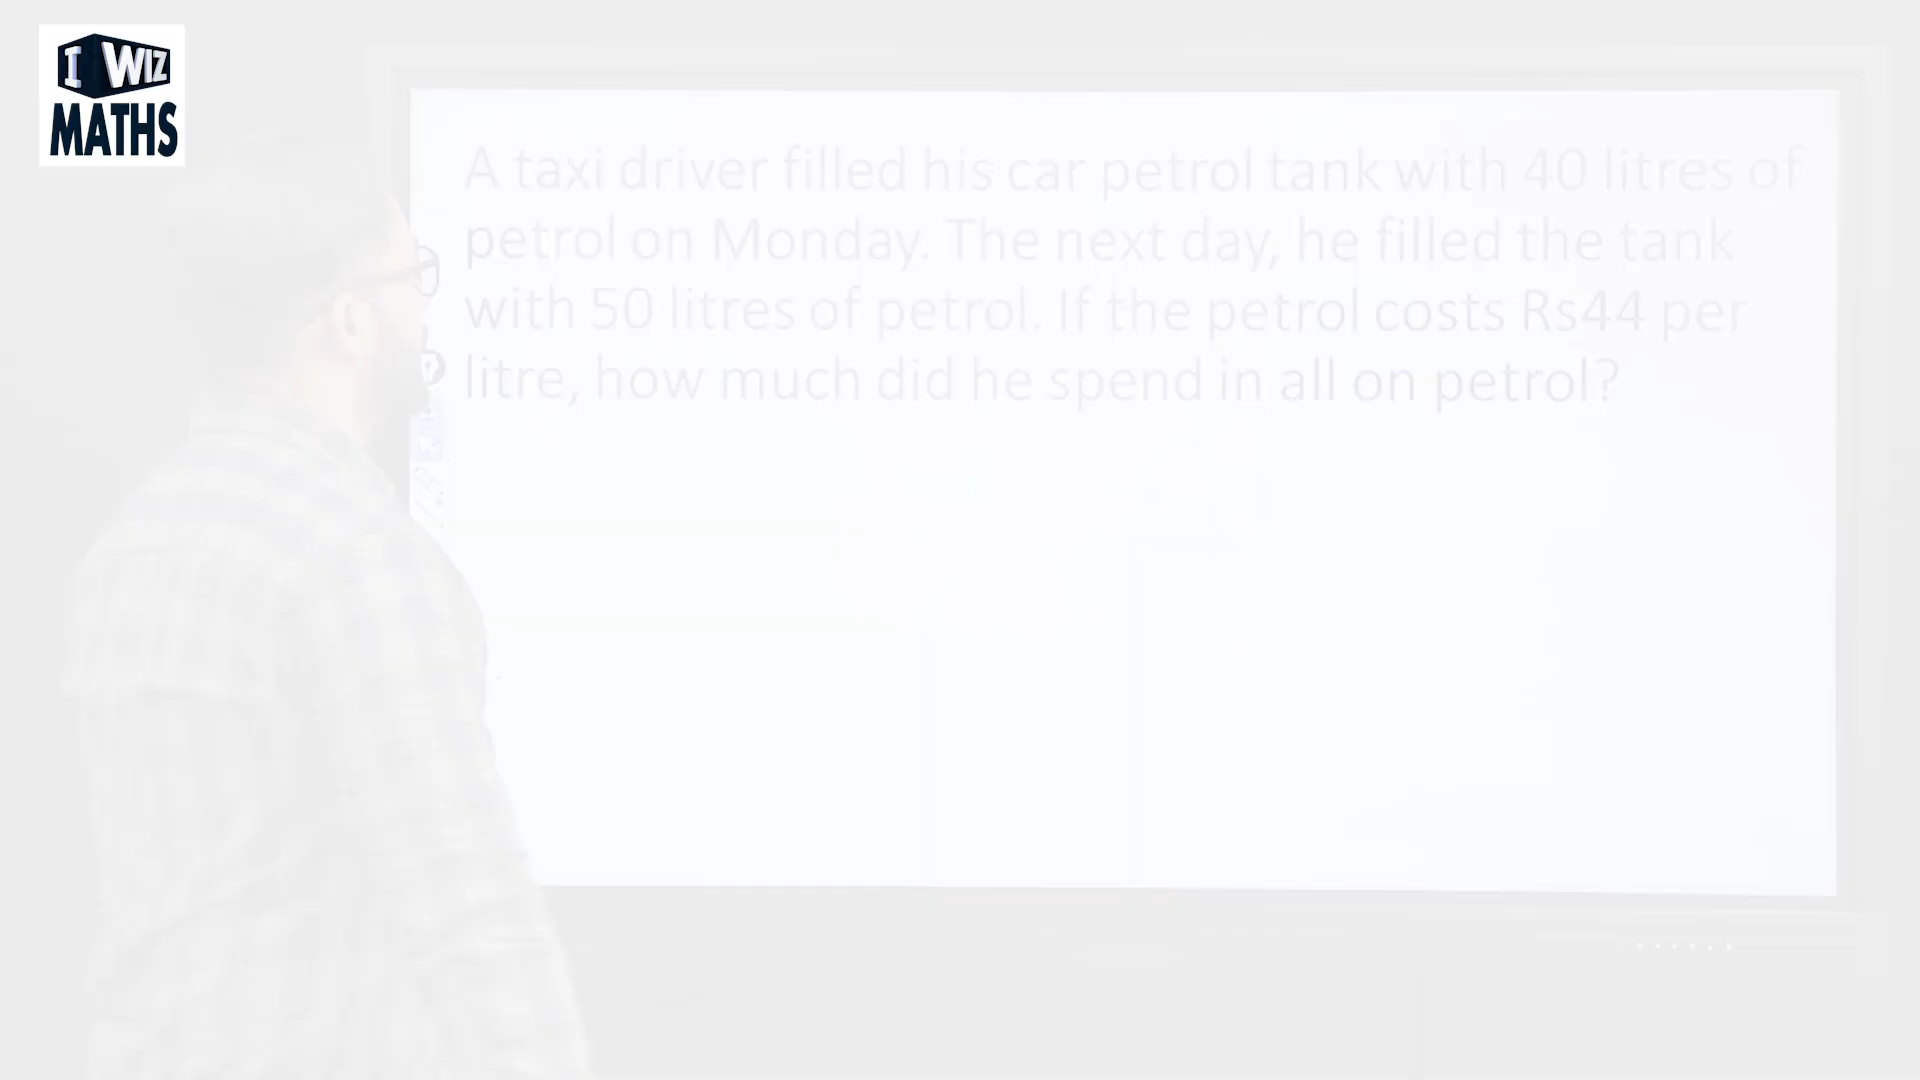 I WIZ
MATHS
A taxi driver filled his car petrol tank with 40 litres of
petrol on Monday. The next day, he filled the tank
with 50 litres of petrol. If the petrol costs Rs44 per
litre, how much did he spend in all on petrol?